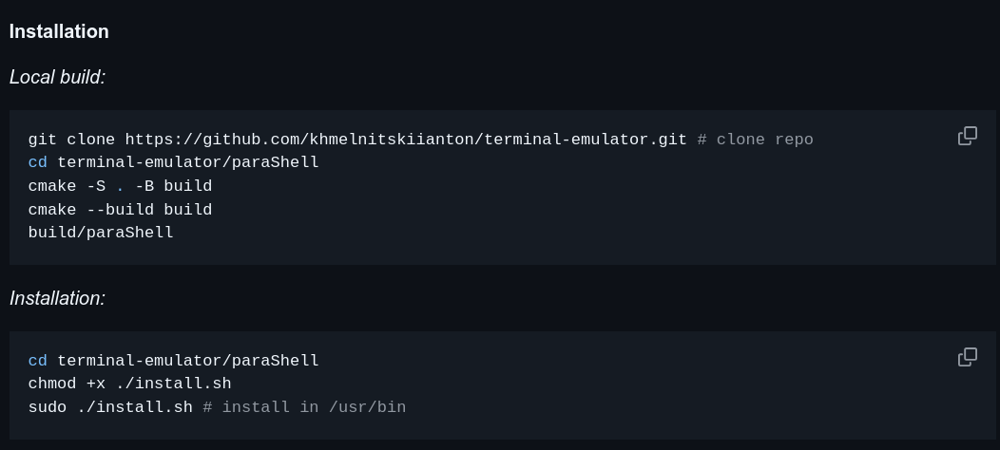 Installation
Local build:
git clone https://github.com/khmelnitskiianton/terminal-emulator.git # clone repo
cd terminal-emulator/paraShell
cmake -S . -B build
cmake --build build
build/paraShell
Installation:
cd terminal-emulator/paraShell
chmod +x ./install.sh
sudo ./install.sh # install in /usr/bin